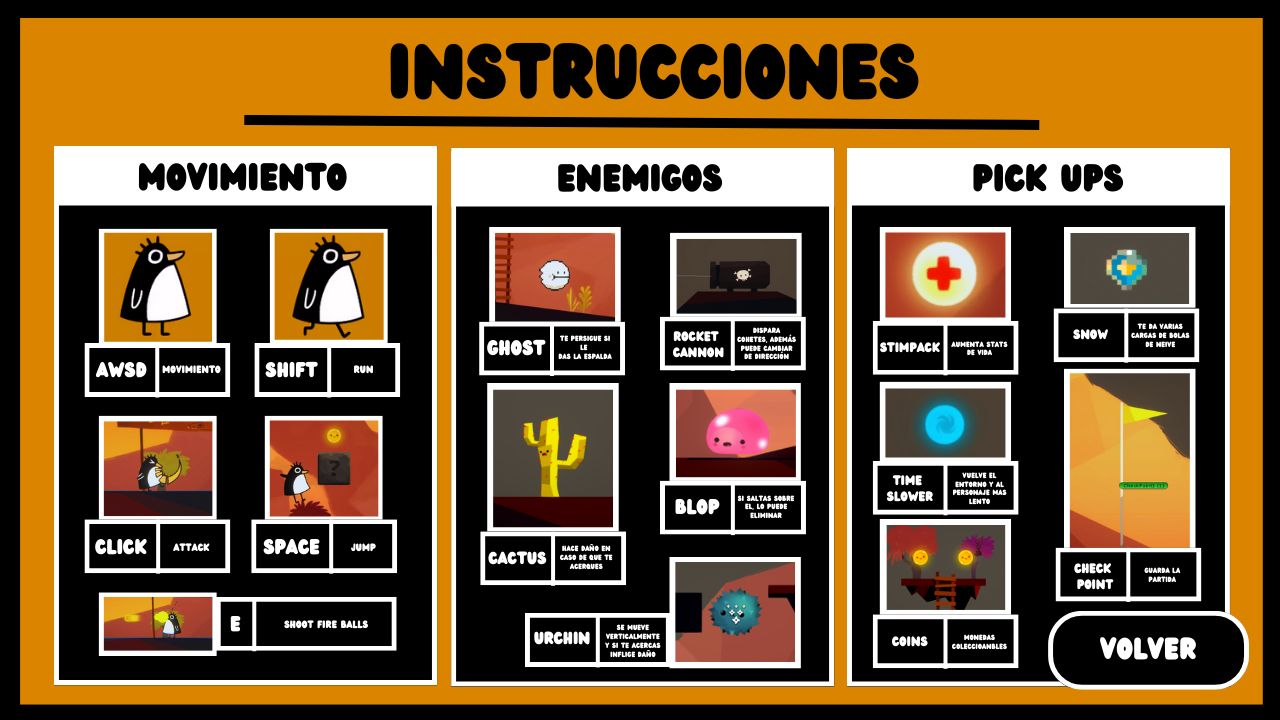 INSTRUCCIONES
MOVIMIENTO
AWSD
MOVIMIENTO
SHIFT
RUN
CLICK
ATTACK
?
SPACE
JUMP
E
SHOOT FIRE BALLS
ENEMIGOS
GHOST
TE PERSIGUE SI
LE
DAS LA ESPALDA
ROCKET
CANNON
DISPARA
COHETES, ADEMÁS
PUEDE CAMBIAR
DE DIRECCIÓN
CACTUS
HACE DAÑO EN
CASO DE QUE TE
ACERQUES
BLOP
SI SALTAS SOBRE
EL, LO PUEDE
ELIMINAR
URCHIN
SE MUEVE
VERTICALMENTE
Y SI TE ACERCAS
INFLIGE DAÑO
PICK UPS
STIMPACK
AUMENTA STATS
DE VIDA
SNOW
TE DA VARIAS
CARGAS DE BOLAS
DE NEIVE
TIME
SLOWER
VUELVE EL
ENTORNO Y AL
PERSONAJE MAS
LENTO
CHECK
POINT
GUARDA LA
PARTIDA
COINS
MONEDAS
COLECCIOANBLES
VOLVER